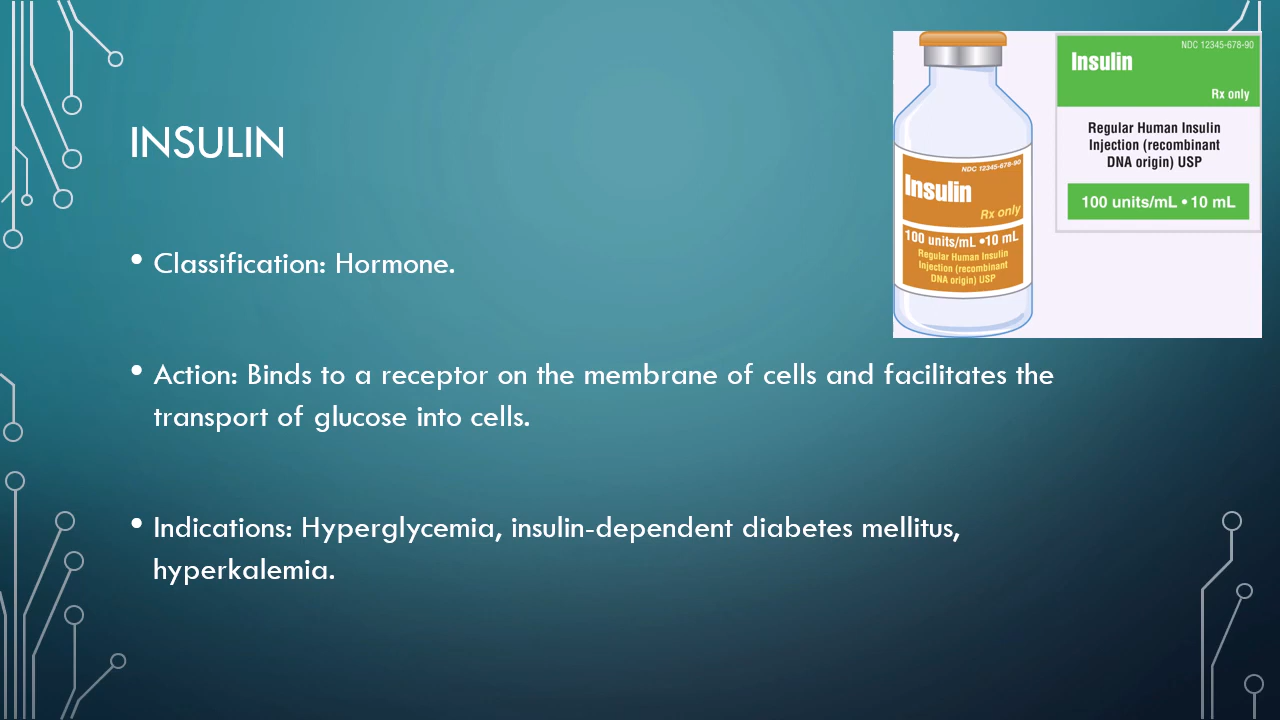 INSULIN
• Classification: Hormone.
• Action: Binds to a receptor on the membrane of cells and facilitates the
transport of glucose into cells.
• Indications: Hyperglycemia, insulin-dependent diabetes mellitus,
hyperkalemia.
NDC 12345-678-90
Insulin
Rx only
100 units/mL •10 mL
Regular Human Insulin
Injection (recombinant
DNA origin) USP
NDC 12345-678-90
Insulin
Rx only
Regular Human Insulin
Injection (recombinant
DNA origin) USP
100 units/mL • 10 mL